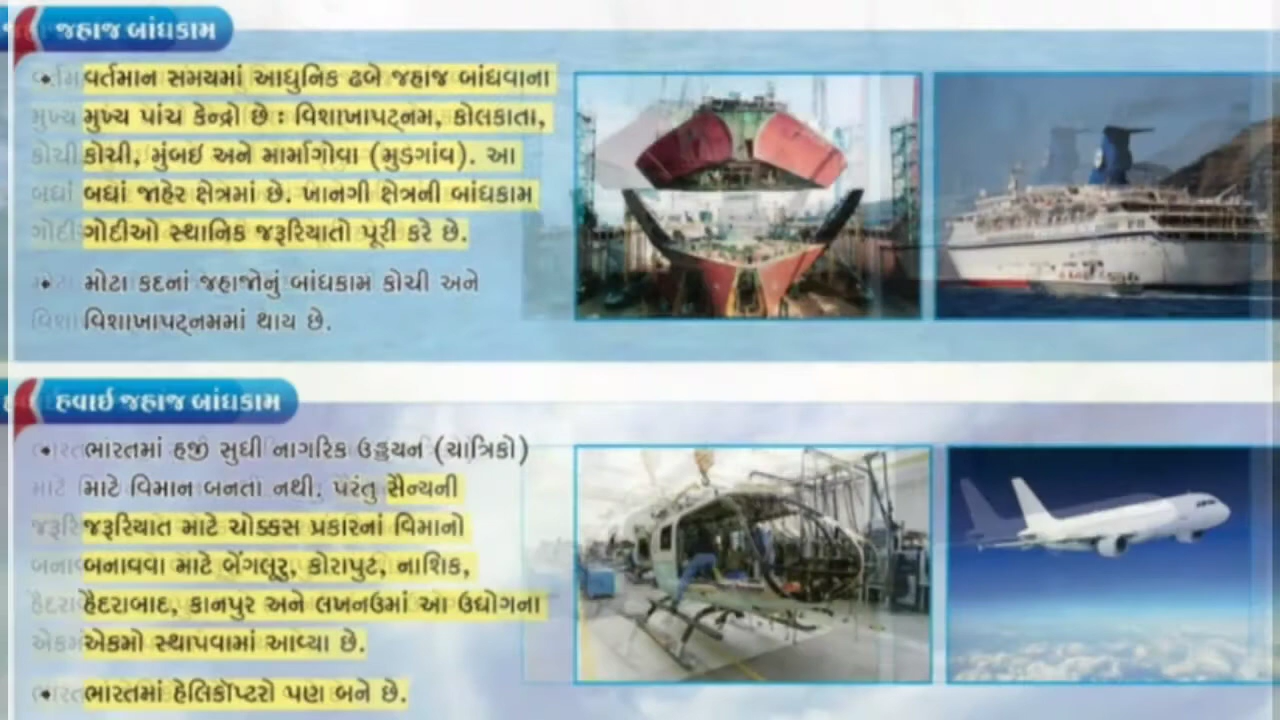 જહાજ બાંધકામ
• વર્તમાન સમયમાં આધુનિક ઢબે જહાજ બાંધવાના
મુખ્ય પાંચ કેન્દ્રો છે : વિશાખાપટ્નમ, કોલકાતા,
કોચી, મુંબઈ અને માર્માગોવા (મુડગાંવ). આ
બધાં જાહેર ક્ષેત્રમાં છે. ખાનગી ક્ષેત્રની બાંધકામ
ગોદીઓ સ્થાનિક જરૂરિયાતો પૂરી કરે છે.
• મોટા કદનાં જહાજોનું બાંધકામ કોચી અને
વિશાખાપટ્નમમાં થાય છે.
હવાઈ જહાજ બાંધકામ
• ભારતમાં હજી સુધી નાગરિક ઉડ્ડયન (યાત્રિકો)
માટે વિમાન બનતા નથી. પરંતુ સૈન્યની
જરૂરિયાત માટે ચોક્કસ પ્રકારનાં વિમાનો
બનાવવા માટે બેંગલૂરુ, કોરાપુટ, નાશિક,
હૈદરાબાદ, કાનપુર અને લખનઉમાં આ ઉદ્યોગના
એકમો સ્થાપવામાં આવ્યા છે.
• ભારતમાં હેલિકૉપ્ટરો પણ બને છે.